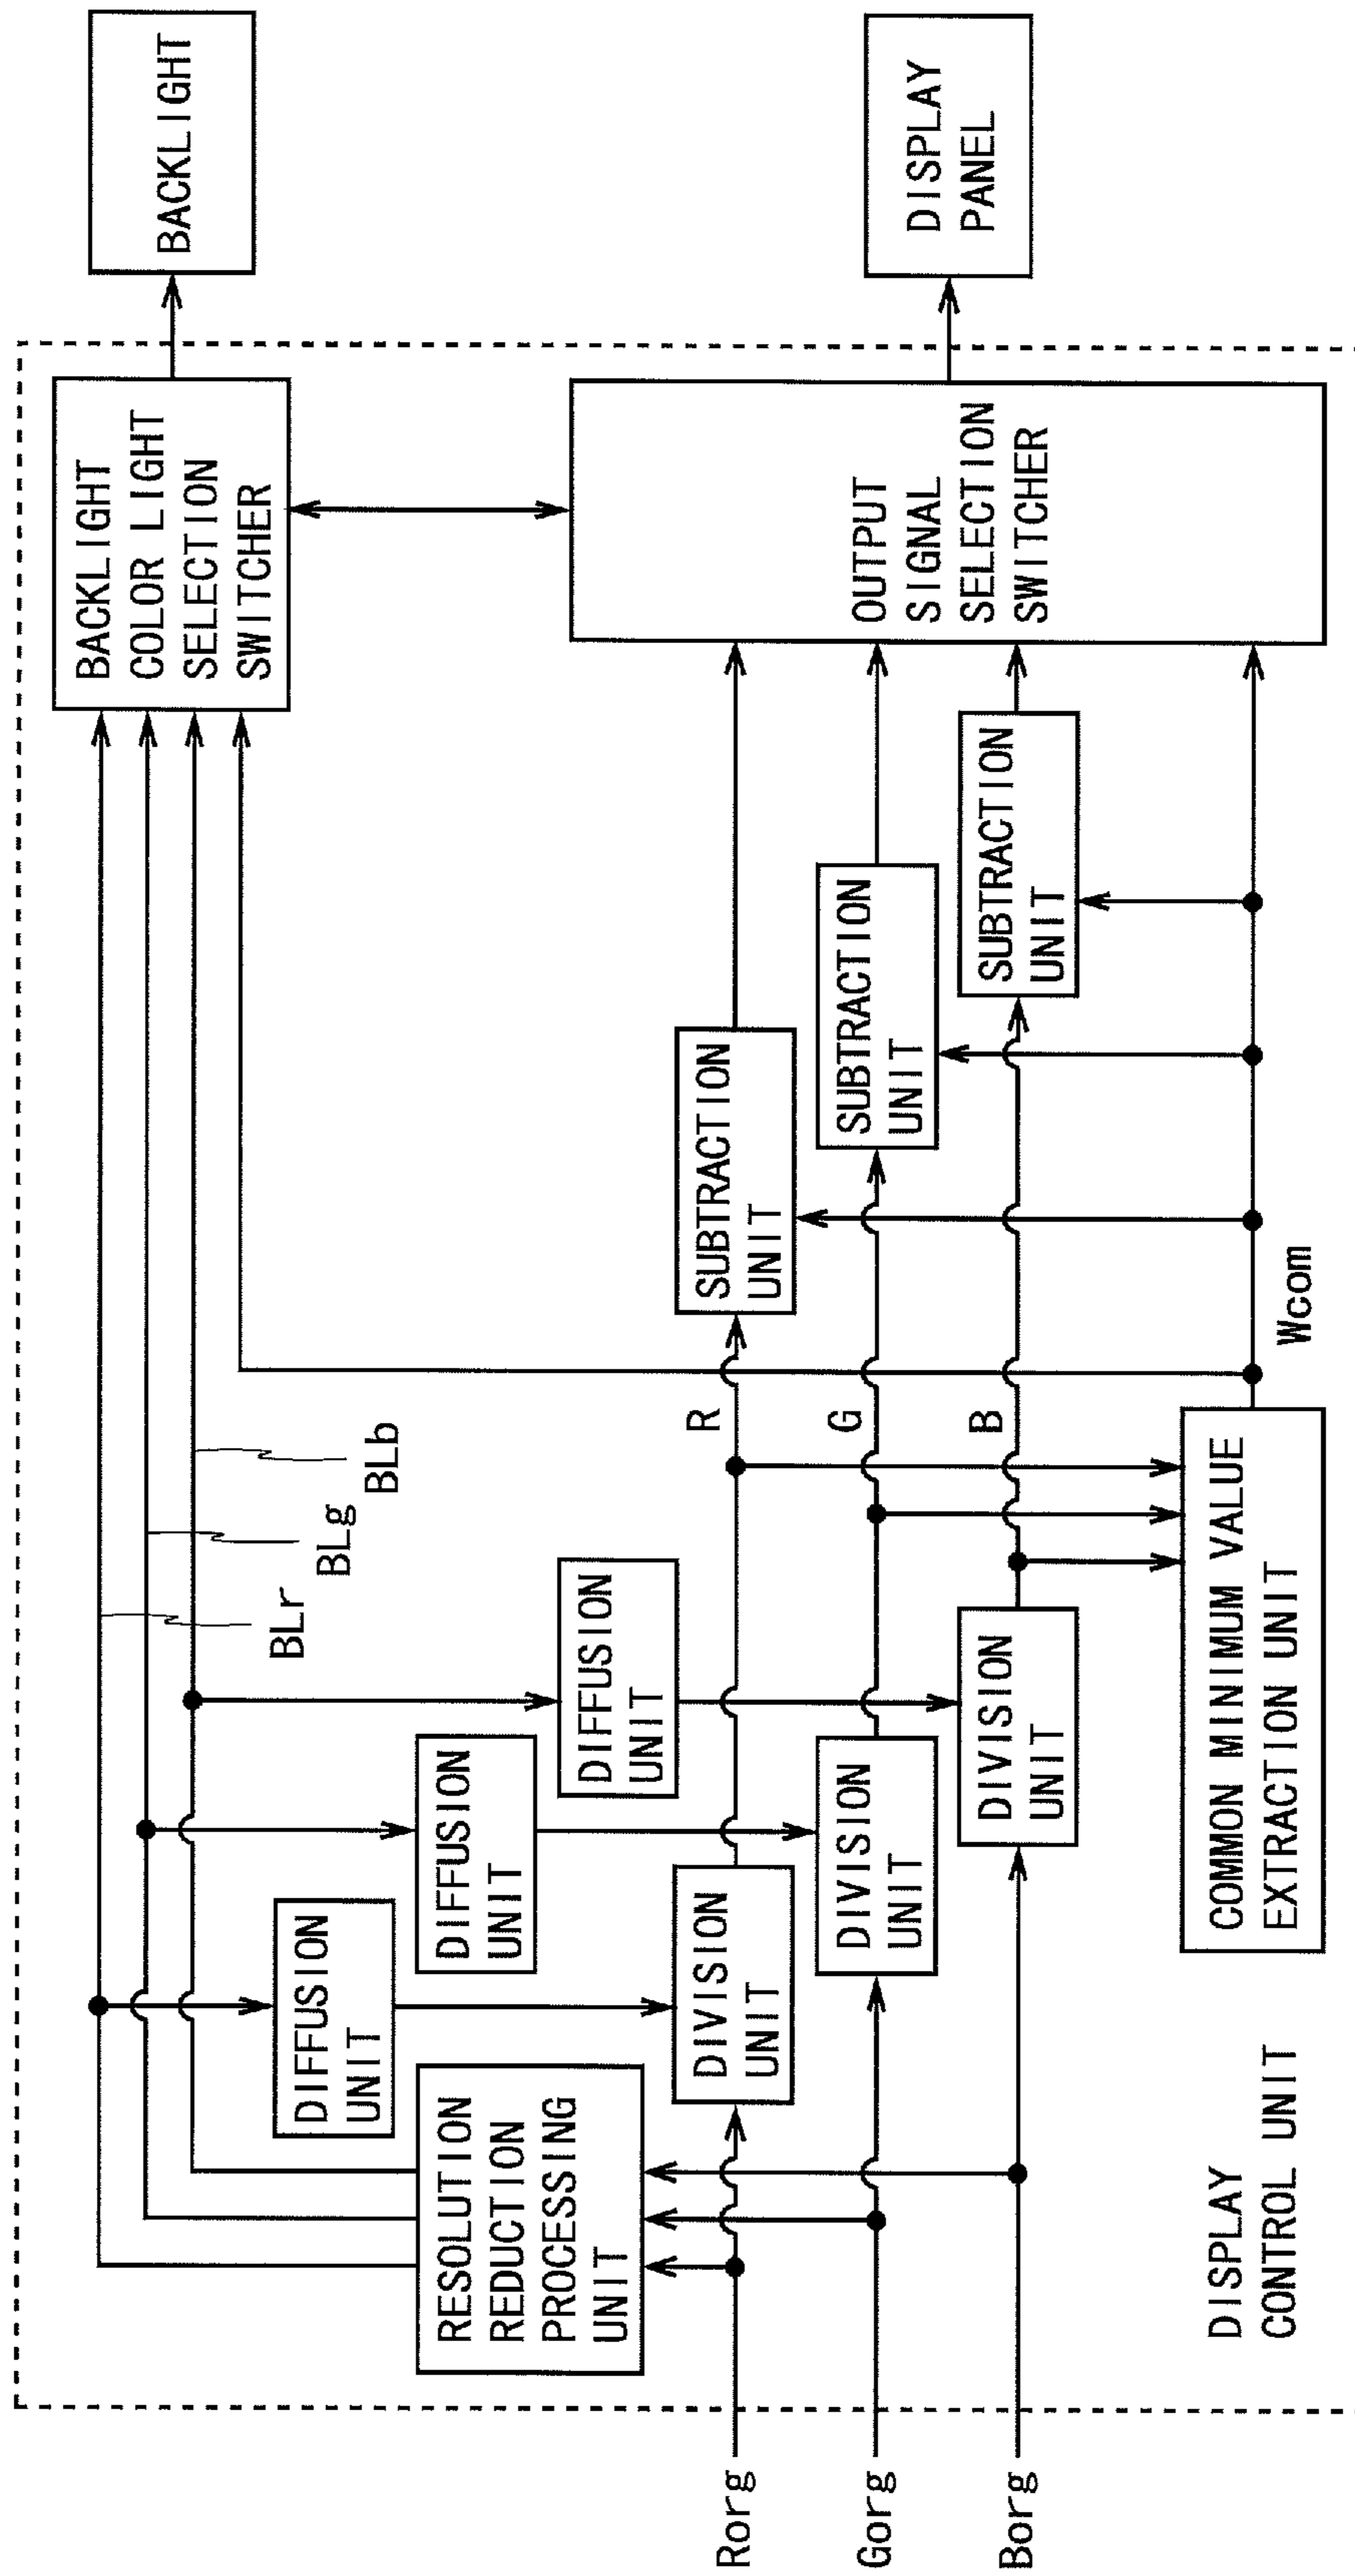 BACKLIGHT
BACKLIGHT
COLOR LIGHT
SELECTION
SWITCHER
BLr
BLg
BLb
DIFFUSION
UNIT
DIFFUSION
UNIT
DIFFUSION
UNIT
RESOLUTION
REDUCTION
PROCESSING
UNIT
DISPLAY
PANEL
OUTPUT
SIGNAL
SELECTION
SWITCHER
Rorg
DIVISION
UNIT
R
SUBTRACTION
UNIT
Gorg
DIVISION
UNIT
G
SUBTRACTION
UNIT
Borg
DIVISION
UNIT
B
SUBTRACTION
UNIT
COMMON MINIMUM VALUE
EXTRACTION UNIT
Wcom
DISPLAY
CONTROL UNIT